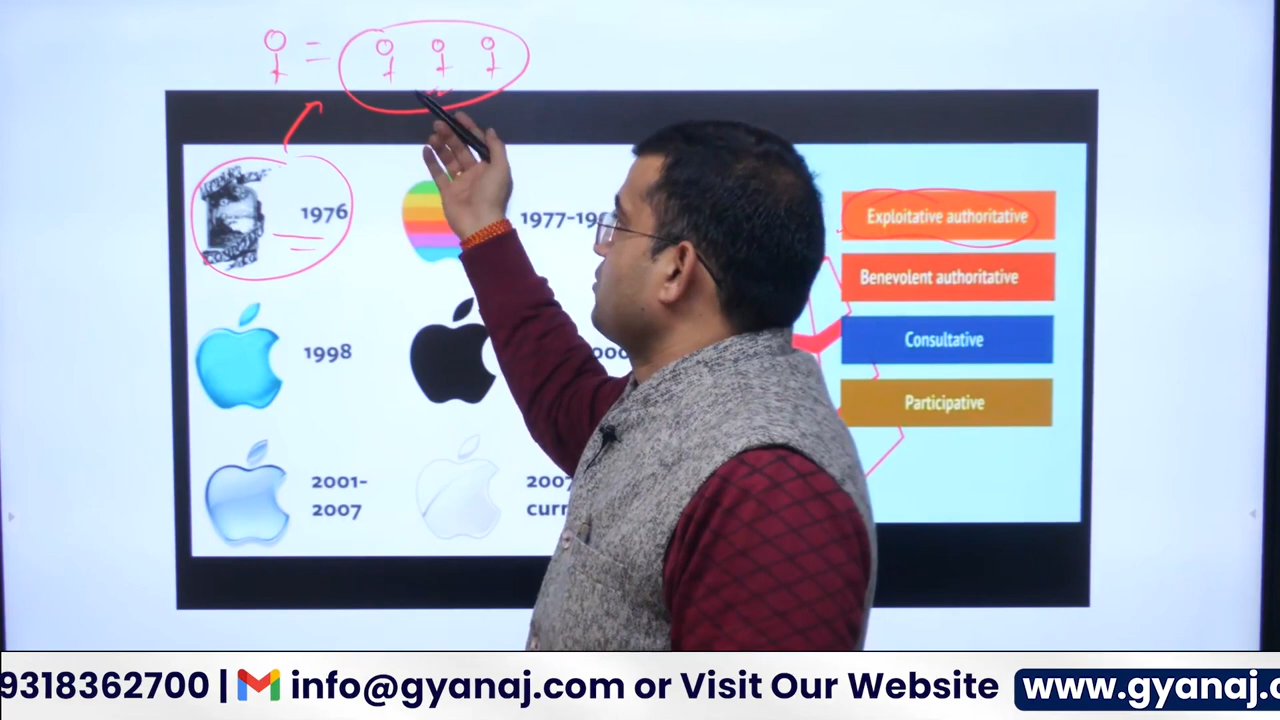 1976
1977-19
Exploitative authoritative
Benevolent authoritative
1998
Consultative
Participative
2001-
2007
2007
9318362700 | info@gyanaj.com or Visit Our Website www.gyanaj.c